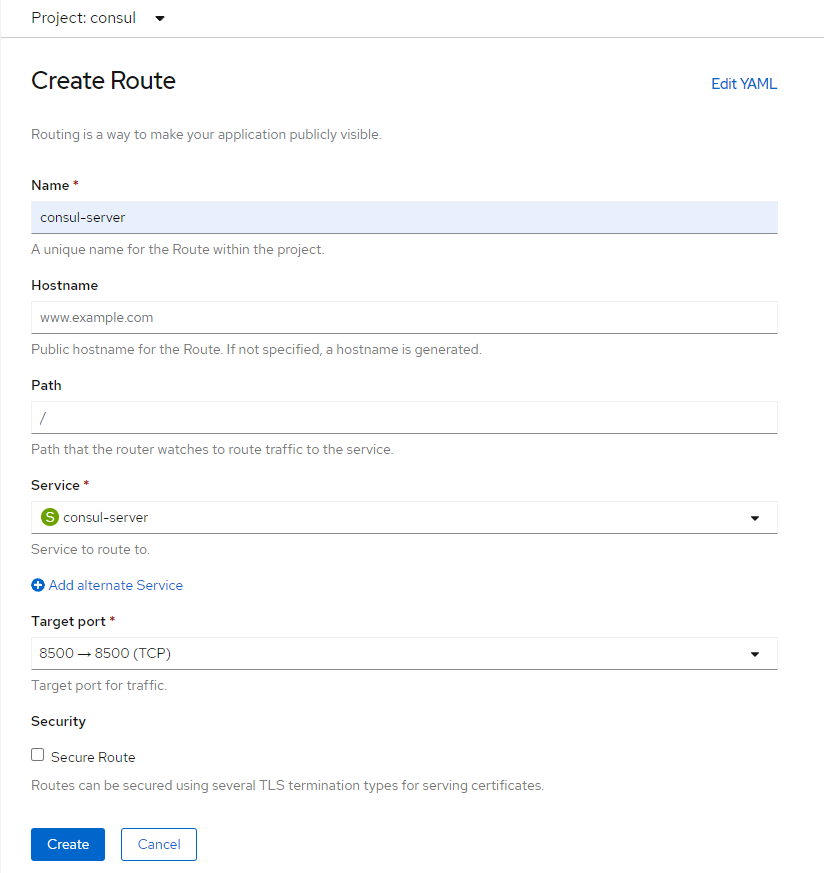 Project: consul
Create Route
Edit YAML
Routing is a way to make your application publicly visible.
Name *
consul-server
A unique name for the Route within the project.
Hostname
www.example.com
Public hostname for the Route. If not specified, a hostname is generated.
Path
/
Path that the router watches to route traffic to the service.
Service *
S consul-server
Service to route to.
Add alternate Service
Target port *
8500 → 8500 (TCP)
Target port for traffic.
Security
Secure Route
Routes can be secured using several TLS termination types for serving certificates.
Create Cancel